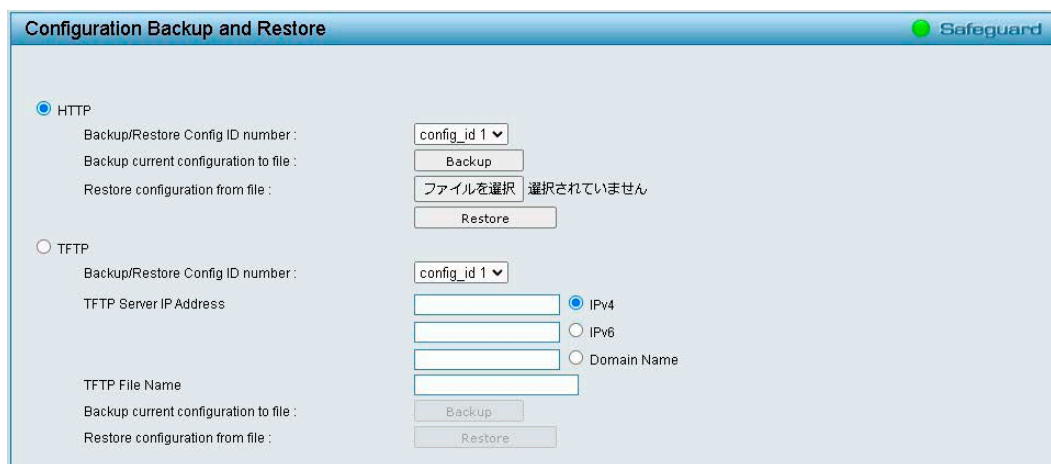 Configuration Backup and Restore Safeguard
HTTP
Backup/Restore Config ID number : config_id 1
Backup current configuration to file : Backup
Restore configuration from file : ファイルを選択 選択されていません
Restore
TFTP
Backup/Restore Config ID number : config_id 1
TFTP Server IP Address IPv4
IPv6
Domain Name
TFTP File Name
Backup current configuration to file : Backup
Restore configuration from file : Restore